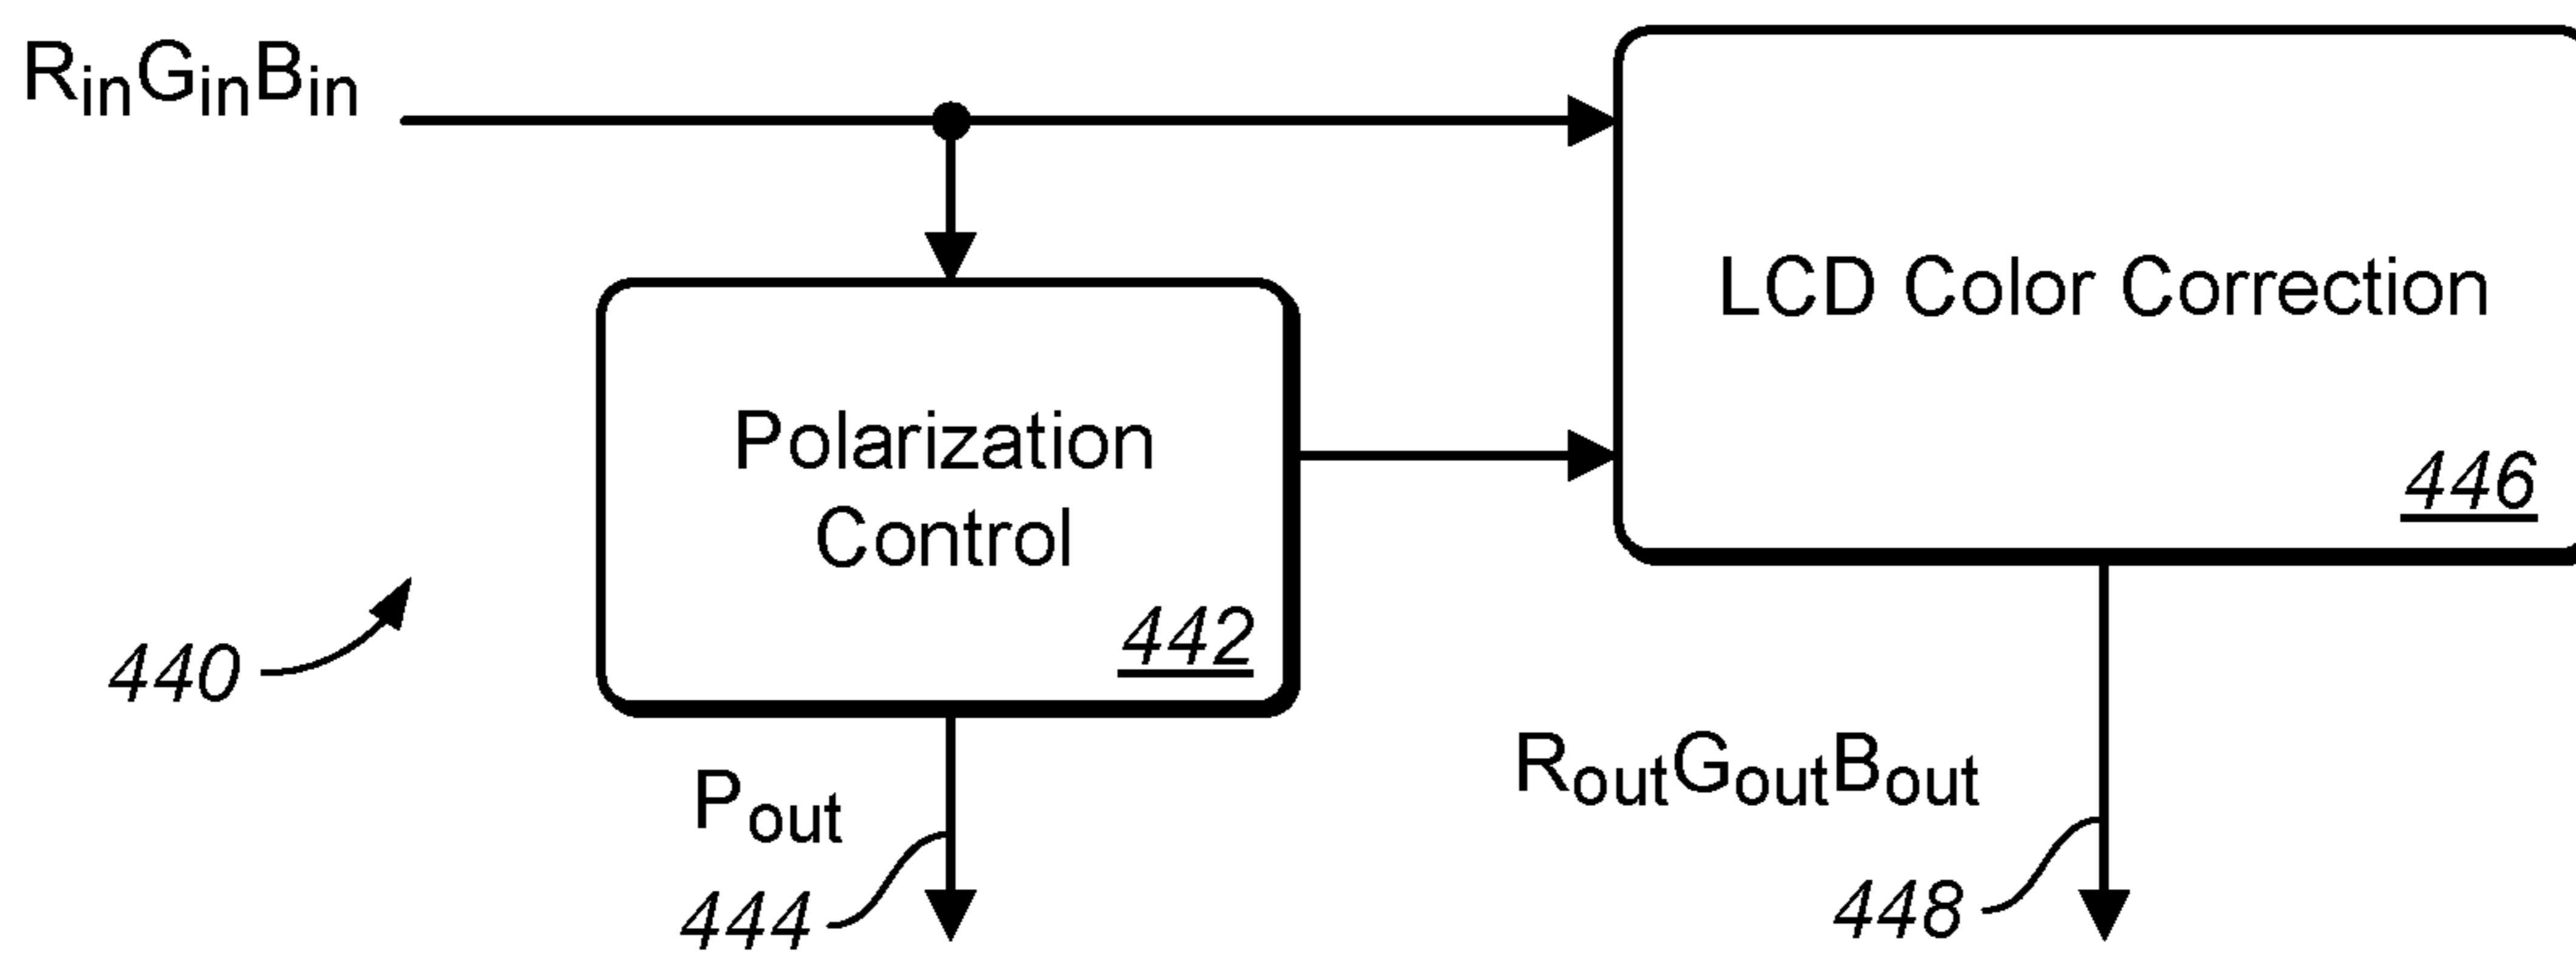 RinGinBin
LCD Color Correction
446
Polarization
Control
442
440
Pout
444
RoutGoutBout
448